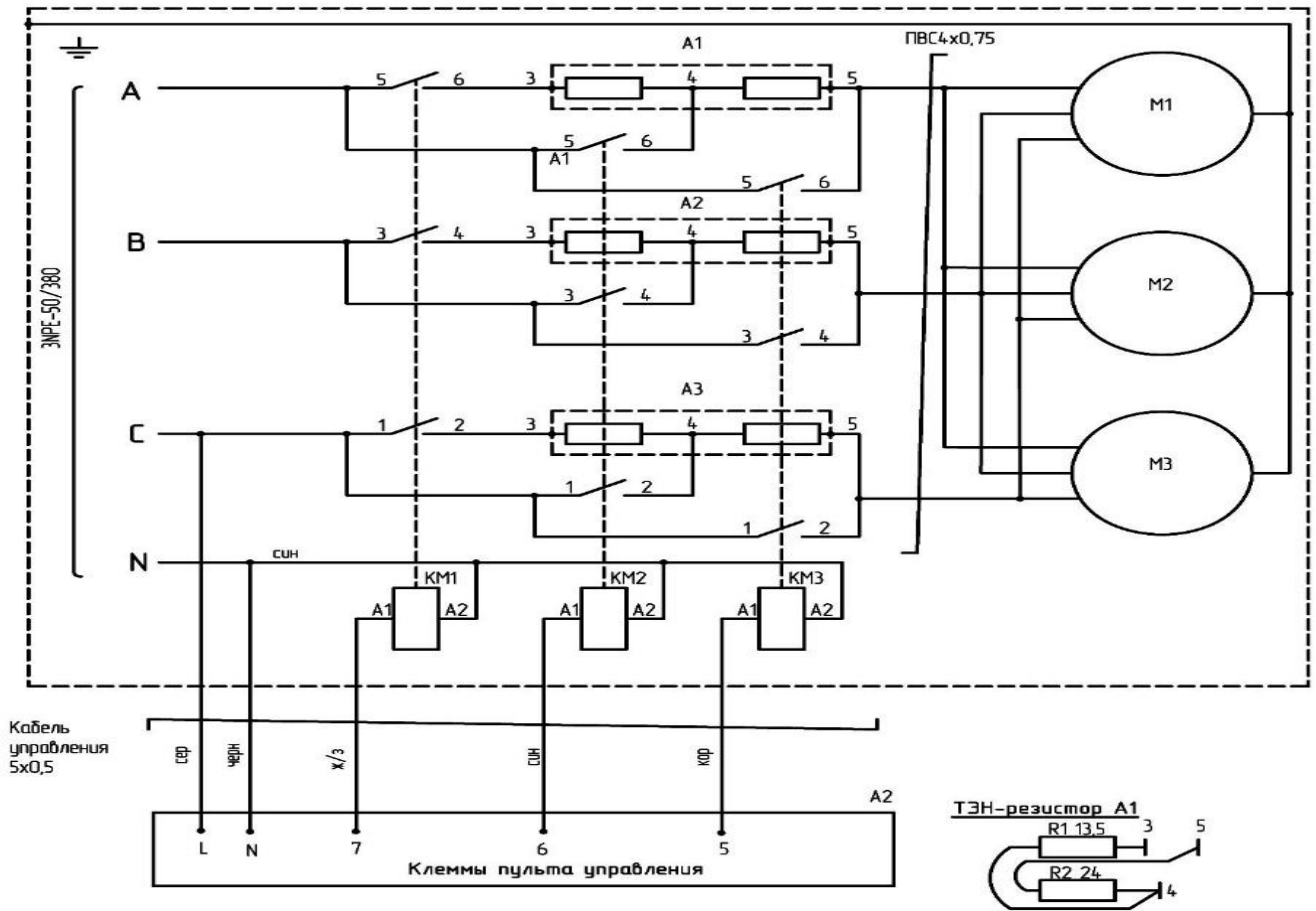 A1
ПВС4х0,75
A 5 6 3 4 5
M1
5 6
A1
5 6
A2
B 3 4 3 4 5
3NPE-50/380
M2
3 4
3 4
A3
C 1 2 3 4 5
M3
1 2
1 2
N син
KM1 KM2 KM3
A1 A2 A1 A2 A1 A2
Кабель
управления
5х0,5
сер
черн
ж/з
син
кор
A2
L N 7 6 5
Клеммы пульта управления
ТЭН-резистор A1
R1 13,5 3 5
R2 24 4